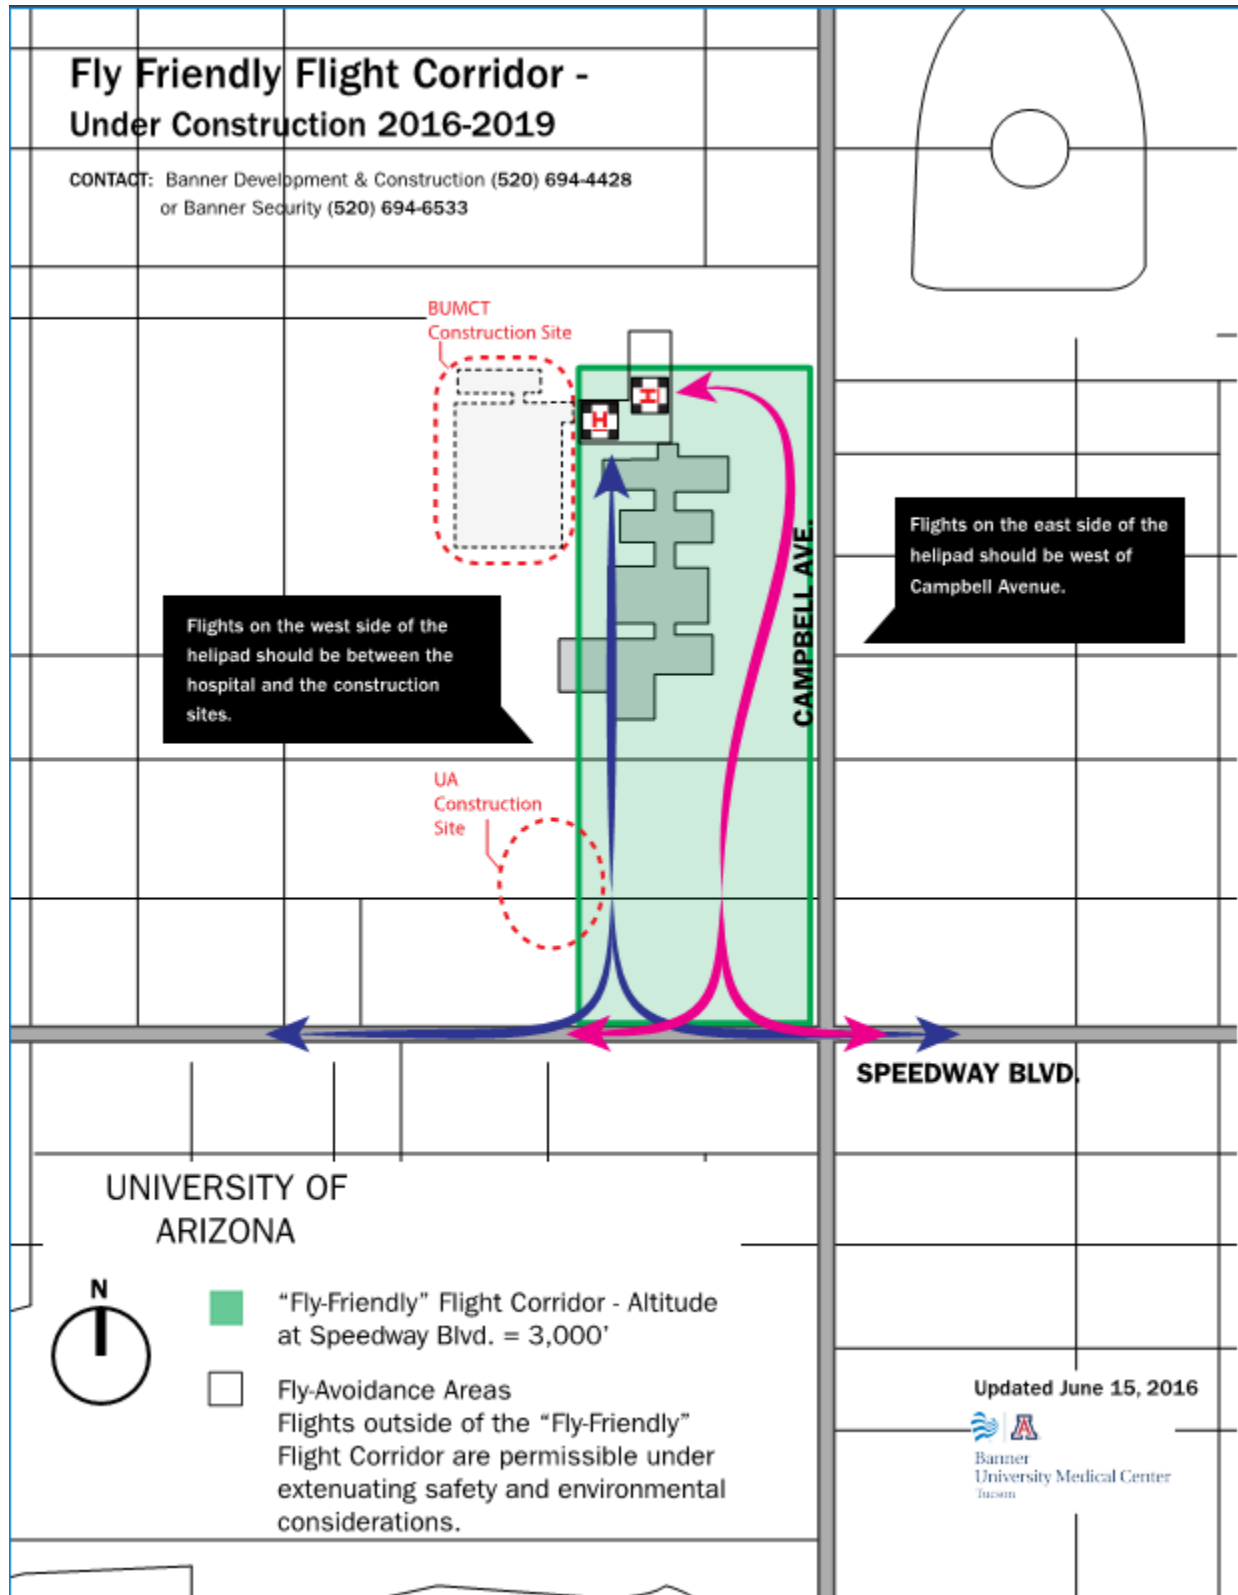 Fly Friendly Flight Corridor -
Under Construction 2016-2019
CONTACT: Banner Development & Construction (520) 694-4428
or Banner Security (520) 694-6533
BUMCT
Construction Site
H
H
CAMPBELL AVE.
Flights on the east side of the
helipad should be west of
Campbell Avenue.
Flights on the west side of the
helipad should be between the
hospital and the construction
sites.
UA
Construction
Site
SPEEDWAY BLVD.
UNIVERSITY OF
ARIZONA
N
“Fly-Friendly” Flight Corridor - Altitude
at Speedway Blvd. = 3,000’
Fly-Avoidance Areas
Flights outside of the “Fly-Friendly”
Flight Corridor are permissible under
extenuating safety and environmental
considerations.
Updated June 15, 2016
A
Banner
University Medical Center
Tucson